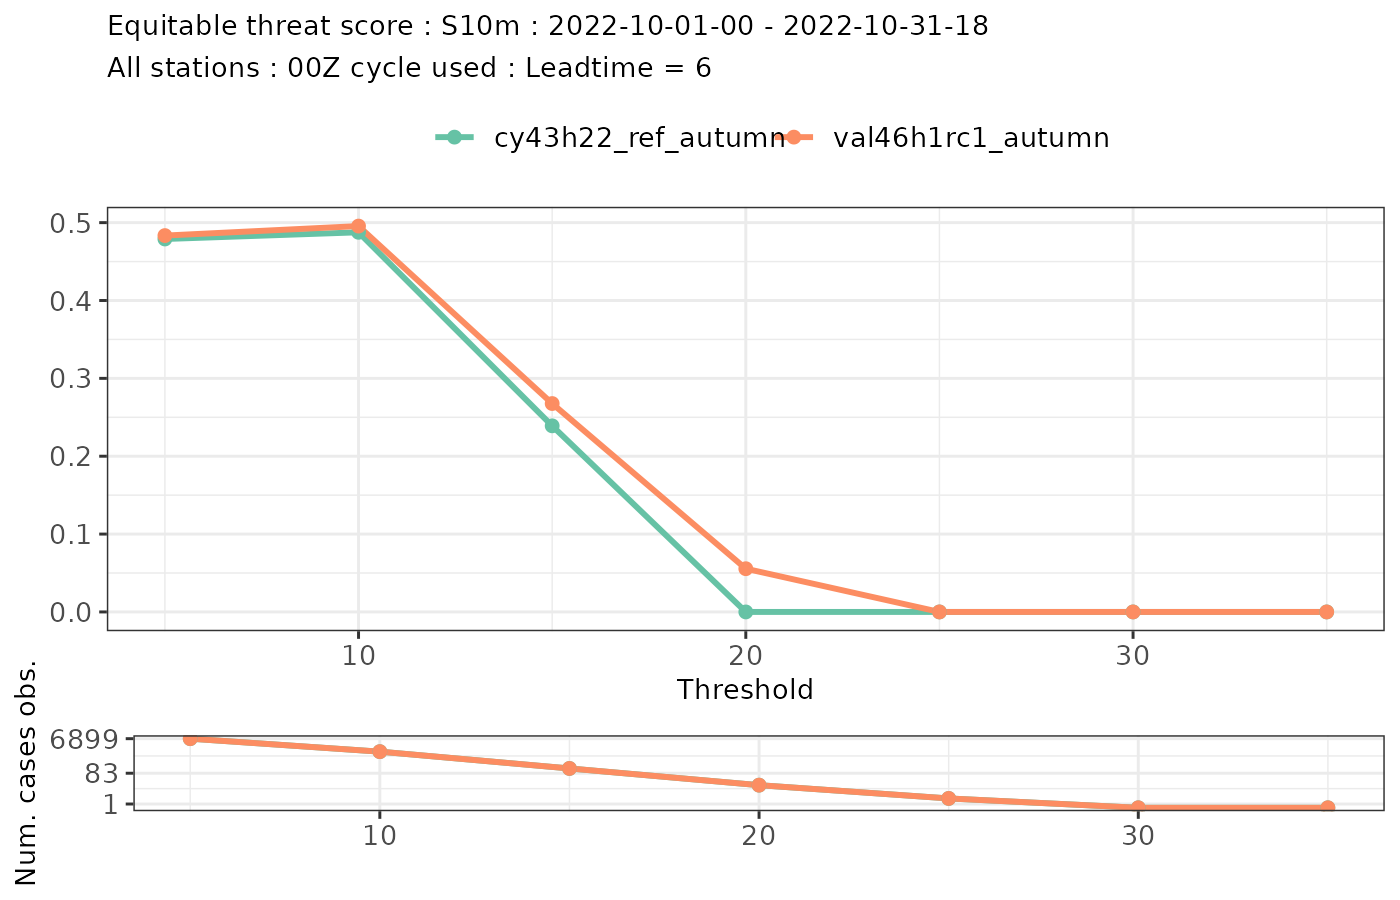 Equitable threat score : S10m : 2022-10-01-00 - 2022-10-31-18
All stations : 00Z cycle used : Leadtime = 6
cy43h22_ref_autumn
val46h1rc1_autumn
0.5
0.4
0.3
0.2
0.1
0.0
10
20
30
Threshold
Num. cases obs.
6899
83
1
10
20
30